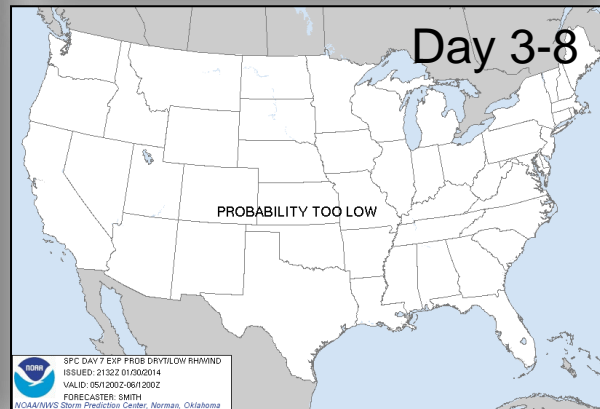 Day 3-8
PROBABILITY TOO LOW
NOAA
SPC DAY 7 EXP PROB DRYT/LOW RH/WIND
ISSUED: 2132Z 01/30/2014
VALID: 05/1200Z-06/1200Z
FORECASTER: SMITH
NOAA/NWS Storm Prediction Center, Norman, Oklahoma